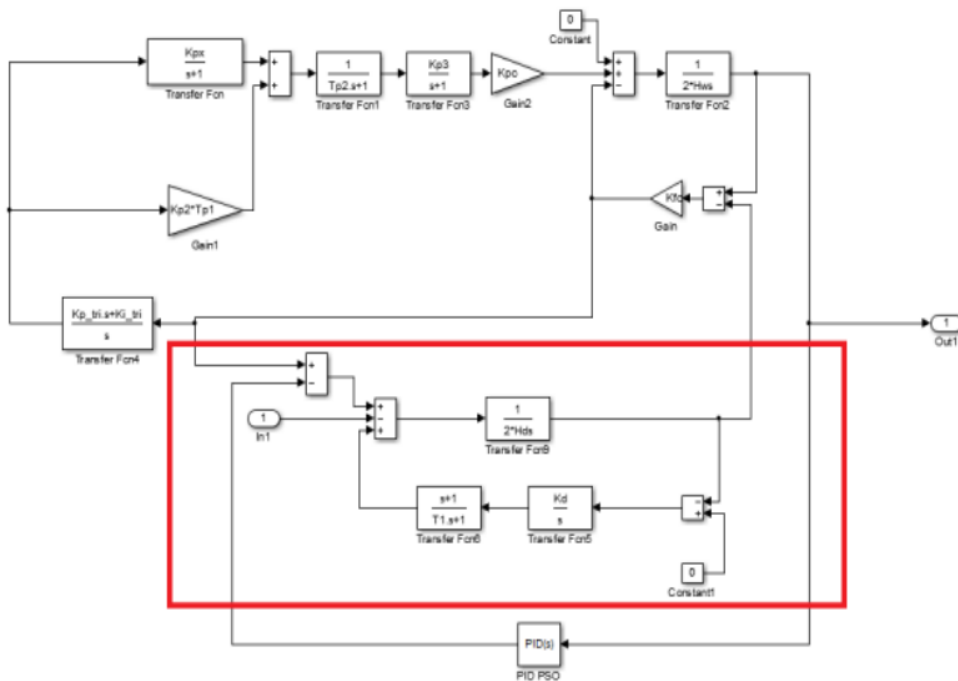 0
Constant
Kpx
s+1
Transfer Fcn
+
+
1
Tp2.s+1
Transfer Fcn1
Kp3
s+1
Transfer Fcn3
Kpc
Gain2
+
+
−
1
2*Hws
Transfer Fcn2
Kp2*Tp1
Gain1
Kfc
Gain
+
−
Kp_tri.s+Ki_tri
s
Transfer Fcn4
1
Out1
+
−
1
In1
+
−
+
1
2*Hds
Transfer Fcn9
s+1
T1.s+1
Transfer Fcn6
Kd
s
Transfer Fcn5
−
+
0
Constant1
PID(s)
PID PSO